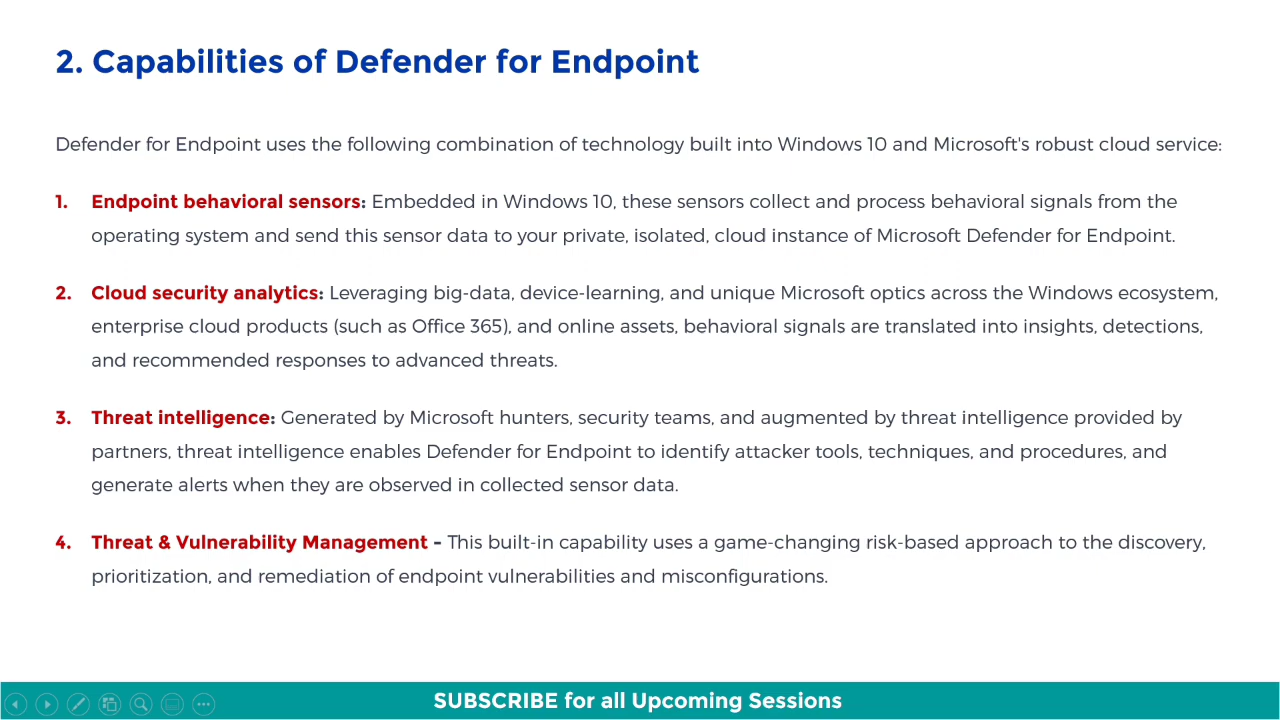 2. Capabilities of Defender for Endpoint
Defender for Endpoint uses the following combination of technology built into Windows 10 and Microsoft's robust cloud service:
1. Endpoint behavioral sensors: Embedded in Windows 10, these sensors collect and process behavioral signals from the
operating system and send this sensor data to your private, isolated, cloud instance of Microsoft Defender for Endpoint.
2. Cloud security analytics: Leveraging big-data, device-learning, and unique Microsoft optics across the Windows ecosystem,
enterprise cloud products (such as Office 365), and online assets, behavioral signals are translated into insights, detections,
and recommended responses to advanced threats.
3. Threat intelligence: Generated by Microsoft hunters, security teams, and augmented by threat intelligence provided by
partners, threat intelligence enables Defender for Endpoint to identify attacker tools, techniques, and procedures, and
generate alerts when they are observed in collected sensor data.
4. Threat & Vulnerability Management – This built-in capability uses a game-changing risk-based approach to the discovery,
prioritization, and remediation of endpoint vulnerabilities and misconfigurations.
SUBSCRIBE for all Upcoming Sessions